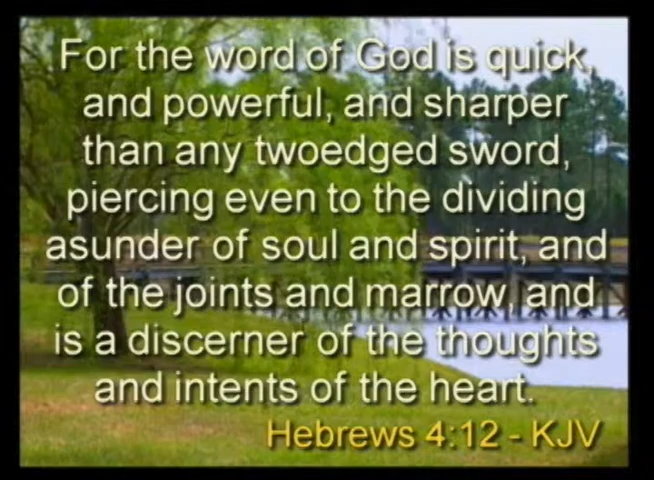 For the word of God is quick,
and powerful, and sharper
than any twoedged sword,
piercing even to the dividing
asunder of soul and spirit, and
of the joints and marrow, and
is a discerner of the thoughts
and intents of the heart.
Hebrews 4:12 - KJV